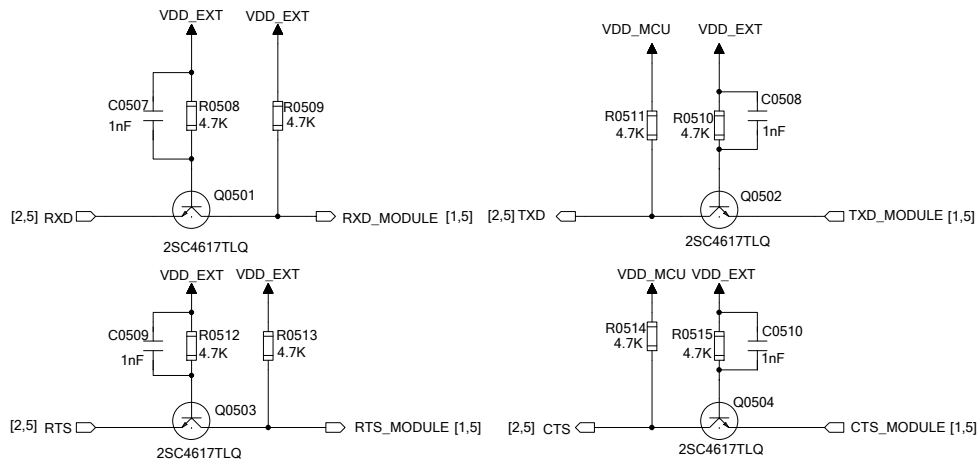 VDD_EXT VDD_EXT
C0507 R0508 R0509
1nF 4.7K 4.7K
Q0501
[2,5] RXD RXD_MODULE [1,5]
2SC4617TLQ
VDD_MCU VDD_EXT
R0511 R0510 C0508
4.7K 4.7K 1nF
Q0502
[2,5] TXD TXD_MODULE [1,5]
2SC4617TLQ
VDD_EXT VDD_EXT
C0509 R0512 R0513
1nF 4.7K 4.7K
Q0503
[2,5] RTS RTS_MODULE [1,5]
2SC4617TLQ
VDD_MCU VDD_EXT
R0514 R0515 C0510
4.7K 4.7K 1nF
Q0504
[2,5] CTS CTS_MODULE [1,5]
2SC4617TLQ